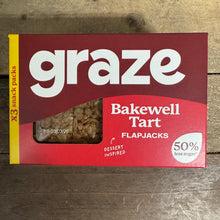 graze
X3 snack packs
Bakewell
Tart
FLAPJACKS
DESSERT
INSPIRED
50%
less sugar*